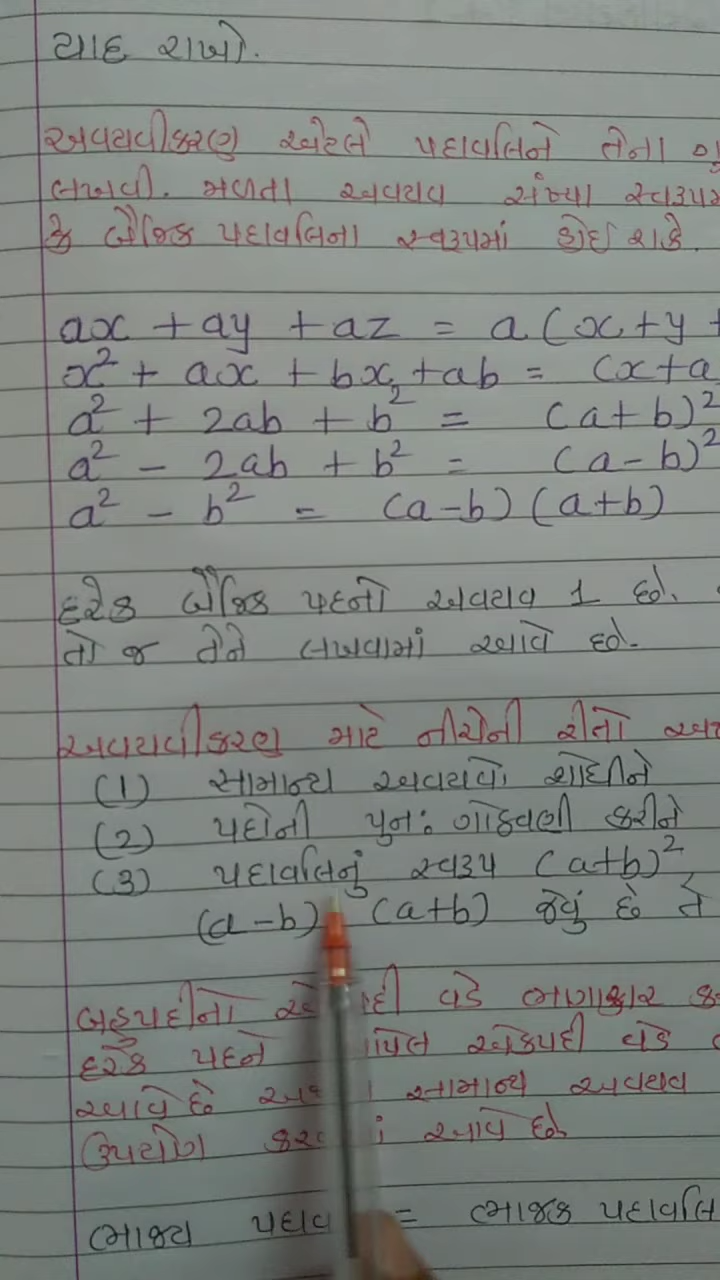 યાદ રાખો.
અવયવીકરણ એટલે પદાવલિને તેના
લખવી. મળતા અવયવ સંખ્યા સ્વરૂપ
કે બૈજિક પદાવલિના સ્વરૂપમાં હોઈ શકે.
ax + ay + az = a (x + y +
x² + ax + bx + ab = (x + a
a² + 2ab + b² = (a + b)²
a² - 2ab + b² = (a - b)²
a² - b² = (a - b) (a + b)
દરેક બૈજિક પદનો અવયવ 1 છે.
તો જ તેને લખવામાં આવે છે.
અવયવીકરણ માટે નીચેની રીતો
(1) સામાન્ય અવયવો શોધીને
(2) પદોની પુનઃ ગોઠવણી કરીને
(૩) પદાવલિનું સ્વરૂપ (a+b)²,
(a - b) (a + b) જેવું છે તે
બહુપદીનો વડે ભાગાકાર
દરેક પદને એકપદી વડે
આવે છે સામાન્ય અવયવ
ઉપયોગ આવે છે.
ભાજ્ય = ભાજક પદાવલિ